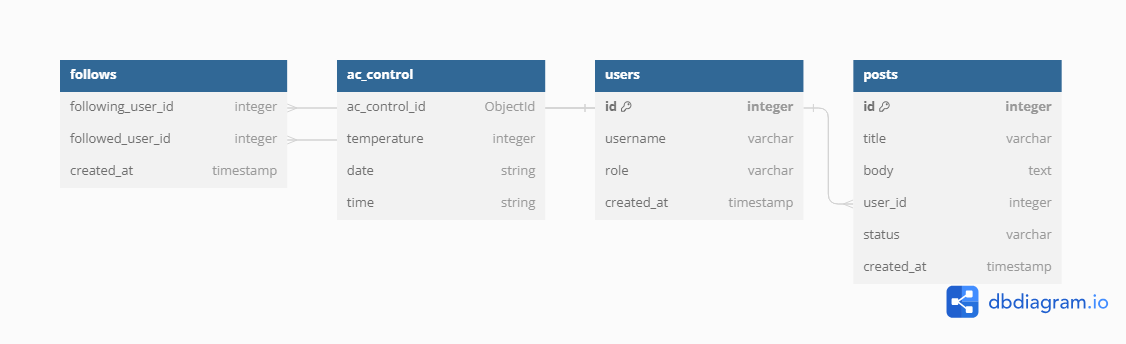 follows
following_user_id integer
followed_user_id integer
created_at timestamp
ac_control
ac_control_id ObjectId
temperature integer
date string
time string
users
id integer
username varchar
role varchar
created_at timestamp
posts
id integer
title varchar
body text
user_id integer
status varchar
created_at timestamp
dbdiagram.io